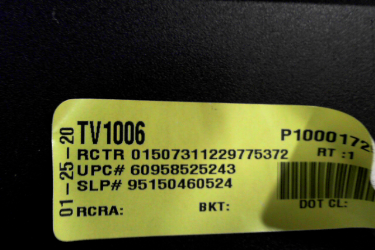 01-25-20
TV1006 P1000172
RCTR 01507311229775372 RT :1
UPC# 60958525243
SLP# 95150460524
RCRA: BKT: DOT CL: